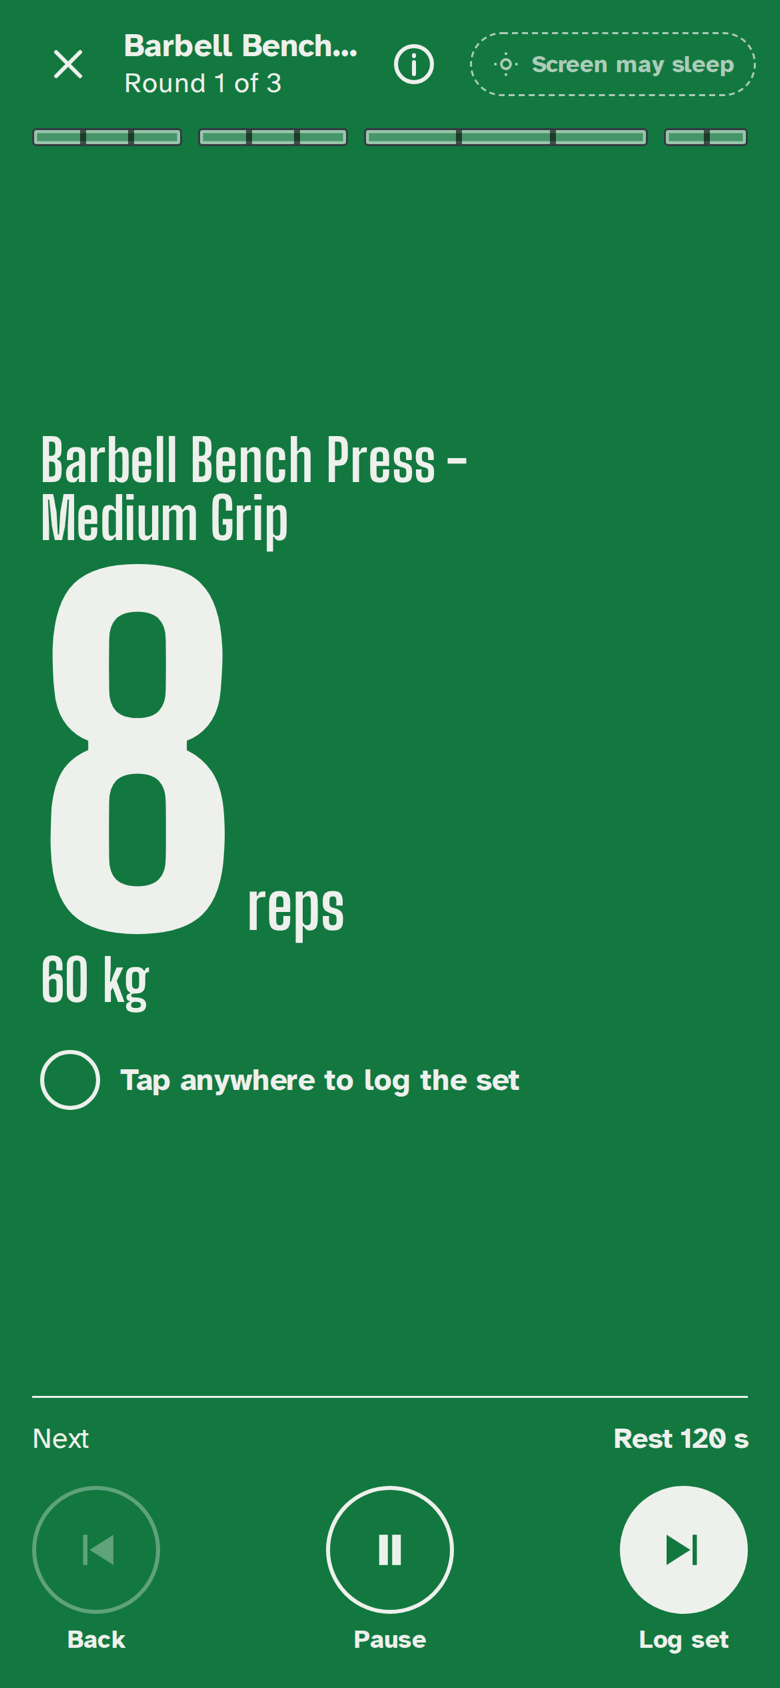 Barbell Bench...
Round 1 of 3
Screen may sleep
Barbell Bench Press -
Medium Grip
8 reps
60 kg
Tap anywhere to log the set
Next
Rest 120 s
Back
Pause
Log set